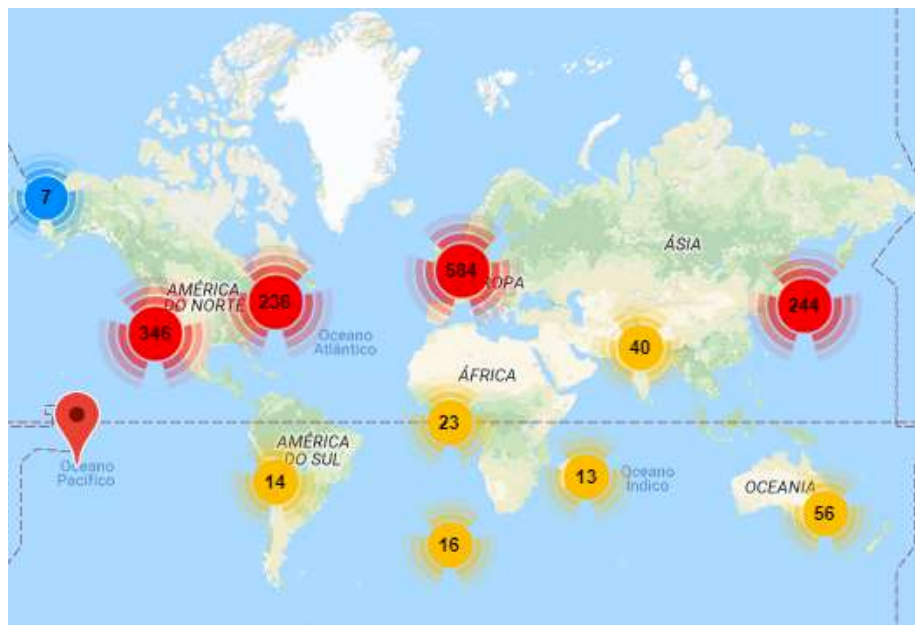 7
ÁSIA
584
ROPA
AMÉRICA
DO NORTE
236
244
346
Oceano
Atlântico
40
ÁFRICA
23
AMÉRICA
DO SUL
Oceano
Pacífico
14
13
Oceano
Índico
OCEANIA
56
16